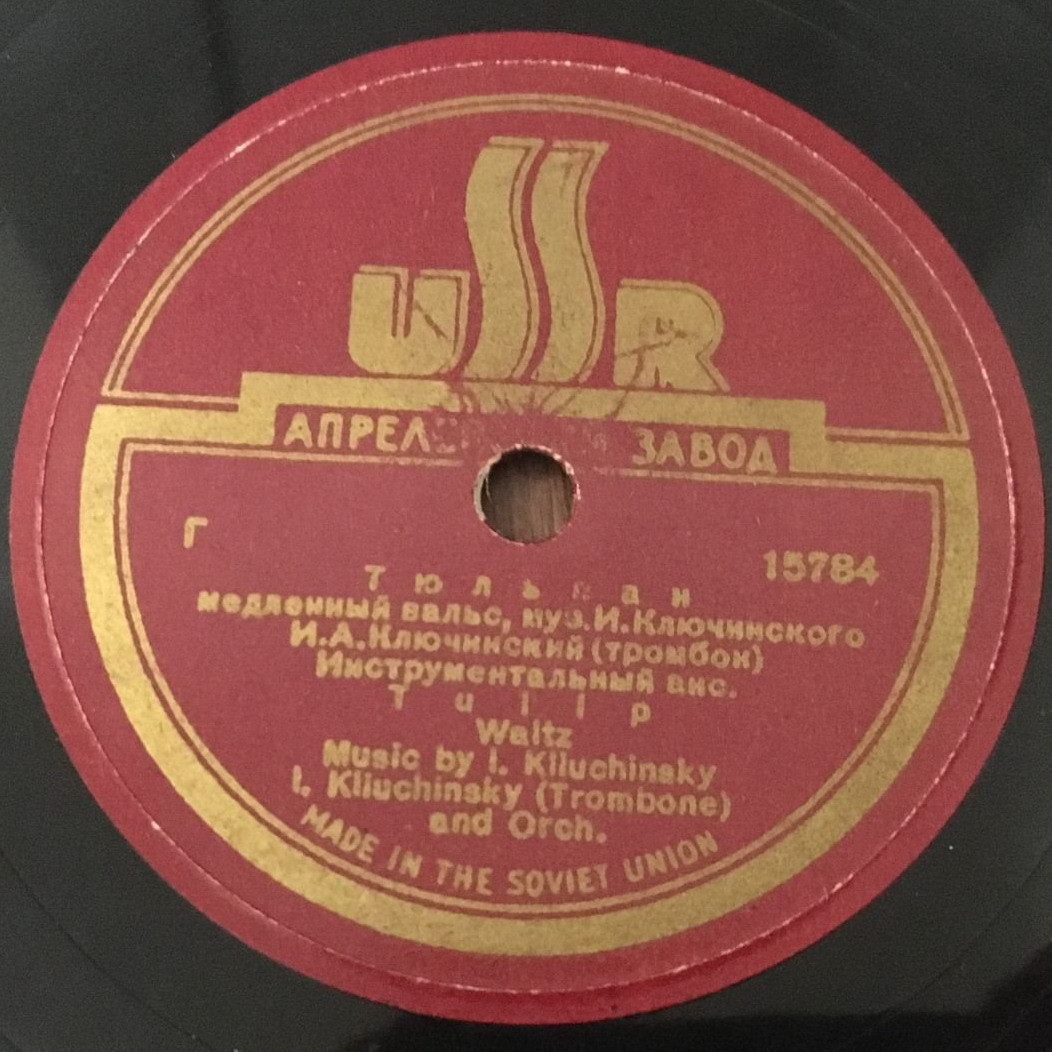 USSR
ЗАВОД
Г
15784
Тюльпан
медленный вальс, муз. И. Ключинского
И. А. Ключинский (тромбон)
Инструментальный анс.
Tulip
Waltz
Music by I. Kliuchinsky
I. Kliuchinsky (Trombone)
and Orch.
MADE IN THE SOVIET UNION